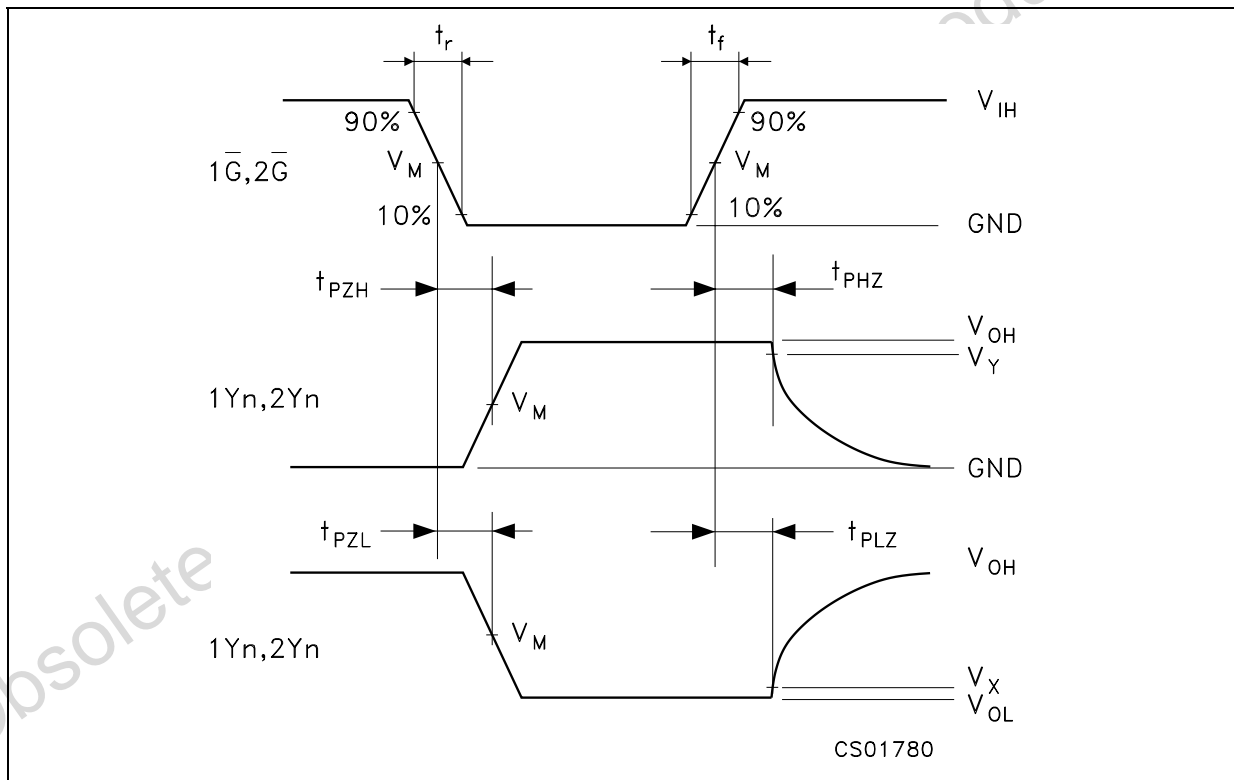 t_r t_f
90% 90% V_IH
1G̅,2G̅ V_M V_M
10% 10% GND
t_PZH t_PHZ
V_OH
V_Y
1Yn,2Yn V_M
GND
t_PZL t_PLZ
V_OH
1Yn,2Yn V_M
V_X
V_OL
CS01780
obsolete